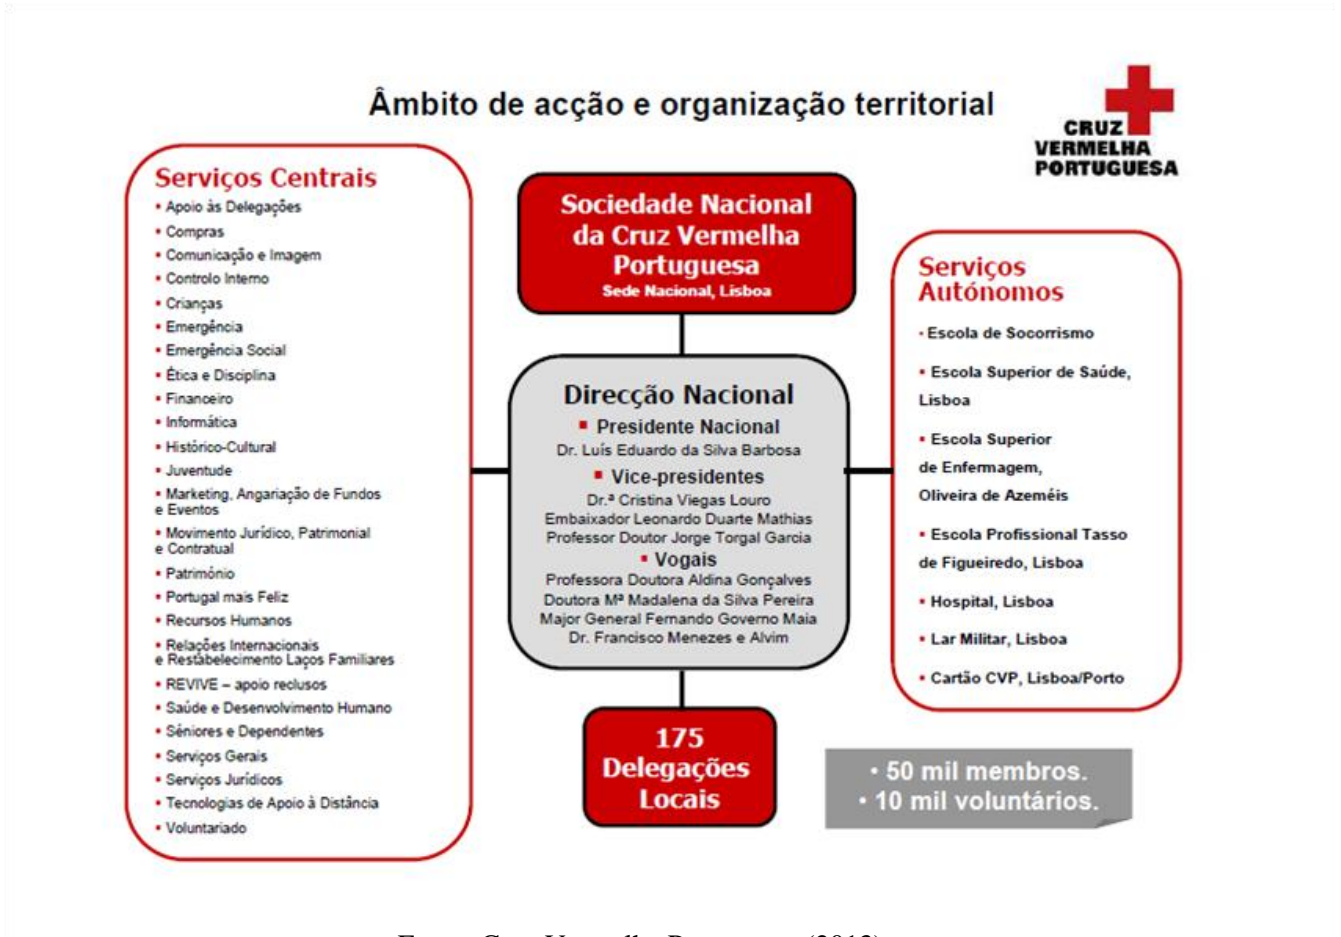 Âmbito de acção e organização territorial
CRUZ
VERMELHA
PORTUGUESA
Serviços Centrais
▪ Apoio às Delegações
▪ Compras
▪ Comunicação e Imagem
▪ Controlo Interno
▪ Crianças
▪ Emergência
▪ Emergência Social
▪ Ética e Disciplina
▪ Financeiro
▪ Informática
▪ Histórico-Cultural
▪ Juventude
▪ Marketing, Angariação de Fundos
e Eventos
▪ Movimento Jurídico, Patrimonial
e Contratual
▪ Património
▪ Portugal mais Feliz
▪ Recursos Humanos
▪ Relações Internacionais
e Restabelecimento Laços Familiares
▪ REVIVE – apoio reclusos
▪ Saúde e Desenvolvimento Humano
▪ Séniores e Dependentes
▪ Serviços Gerais
▪ Serviços Jurídicos
▪ Tecnologias de Apoio à Distância
▪ Voluntariado
Sociedade Nacional
da Cruz Vermelha
Portuguesa
Sede Nacional, Lisboa
Direcção Nacional
▪ Presidente Nacional
Dr. Luís Eduardo da Silva Barbosa
▪ Vice-presidentes
Dr.ª Cristina Viegas Louro
Embaixador Leonardo Duarte Mathias
Professor Doutor Jorge Torgal Garcia
▪ Vogais
Professora Doutora Aldina Gonçalves
Doutora Mª Madalena da Silva Pereira
Major General Fernando Governo Maia
Dr. Francisco Menezes e Alvim
175
Delegações
Locais
Serviços
Autónomos
▪ Escola de Socorrismo
▪ Escola Superior de Saúde,
Lisboa
▪ Escola Superior
de Enfermagem,
Oliveira de Azeméis
▪ Escola Profissional Tasso
de Figueiredo, Lisboa
▪ Hospital, Lisboa
▪ Lar Militar, Lisboa
▪ Cartão CVP, Lisboa/Porto
• 50 mil membros.
• 10 mil voluntários.